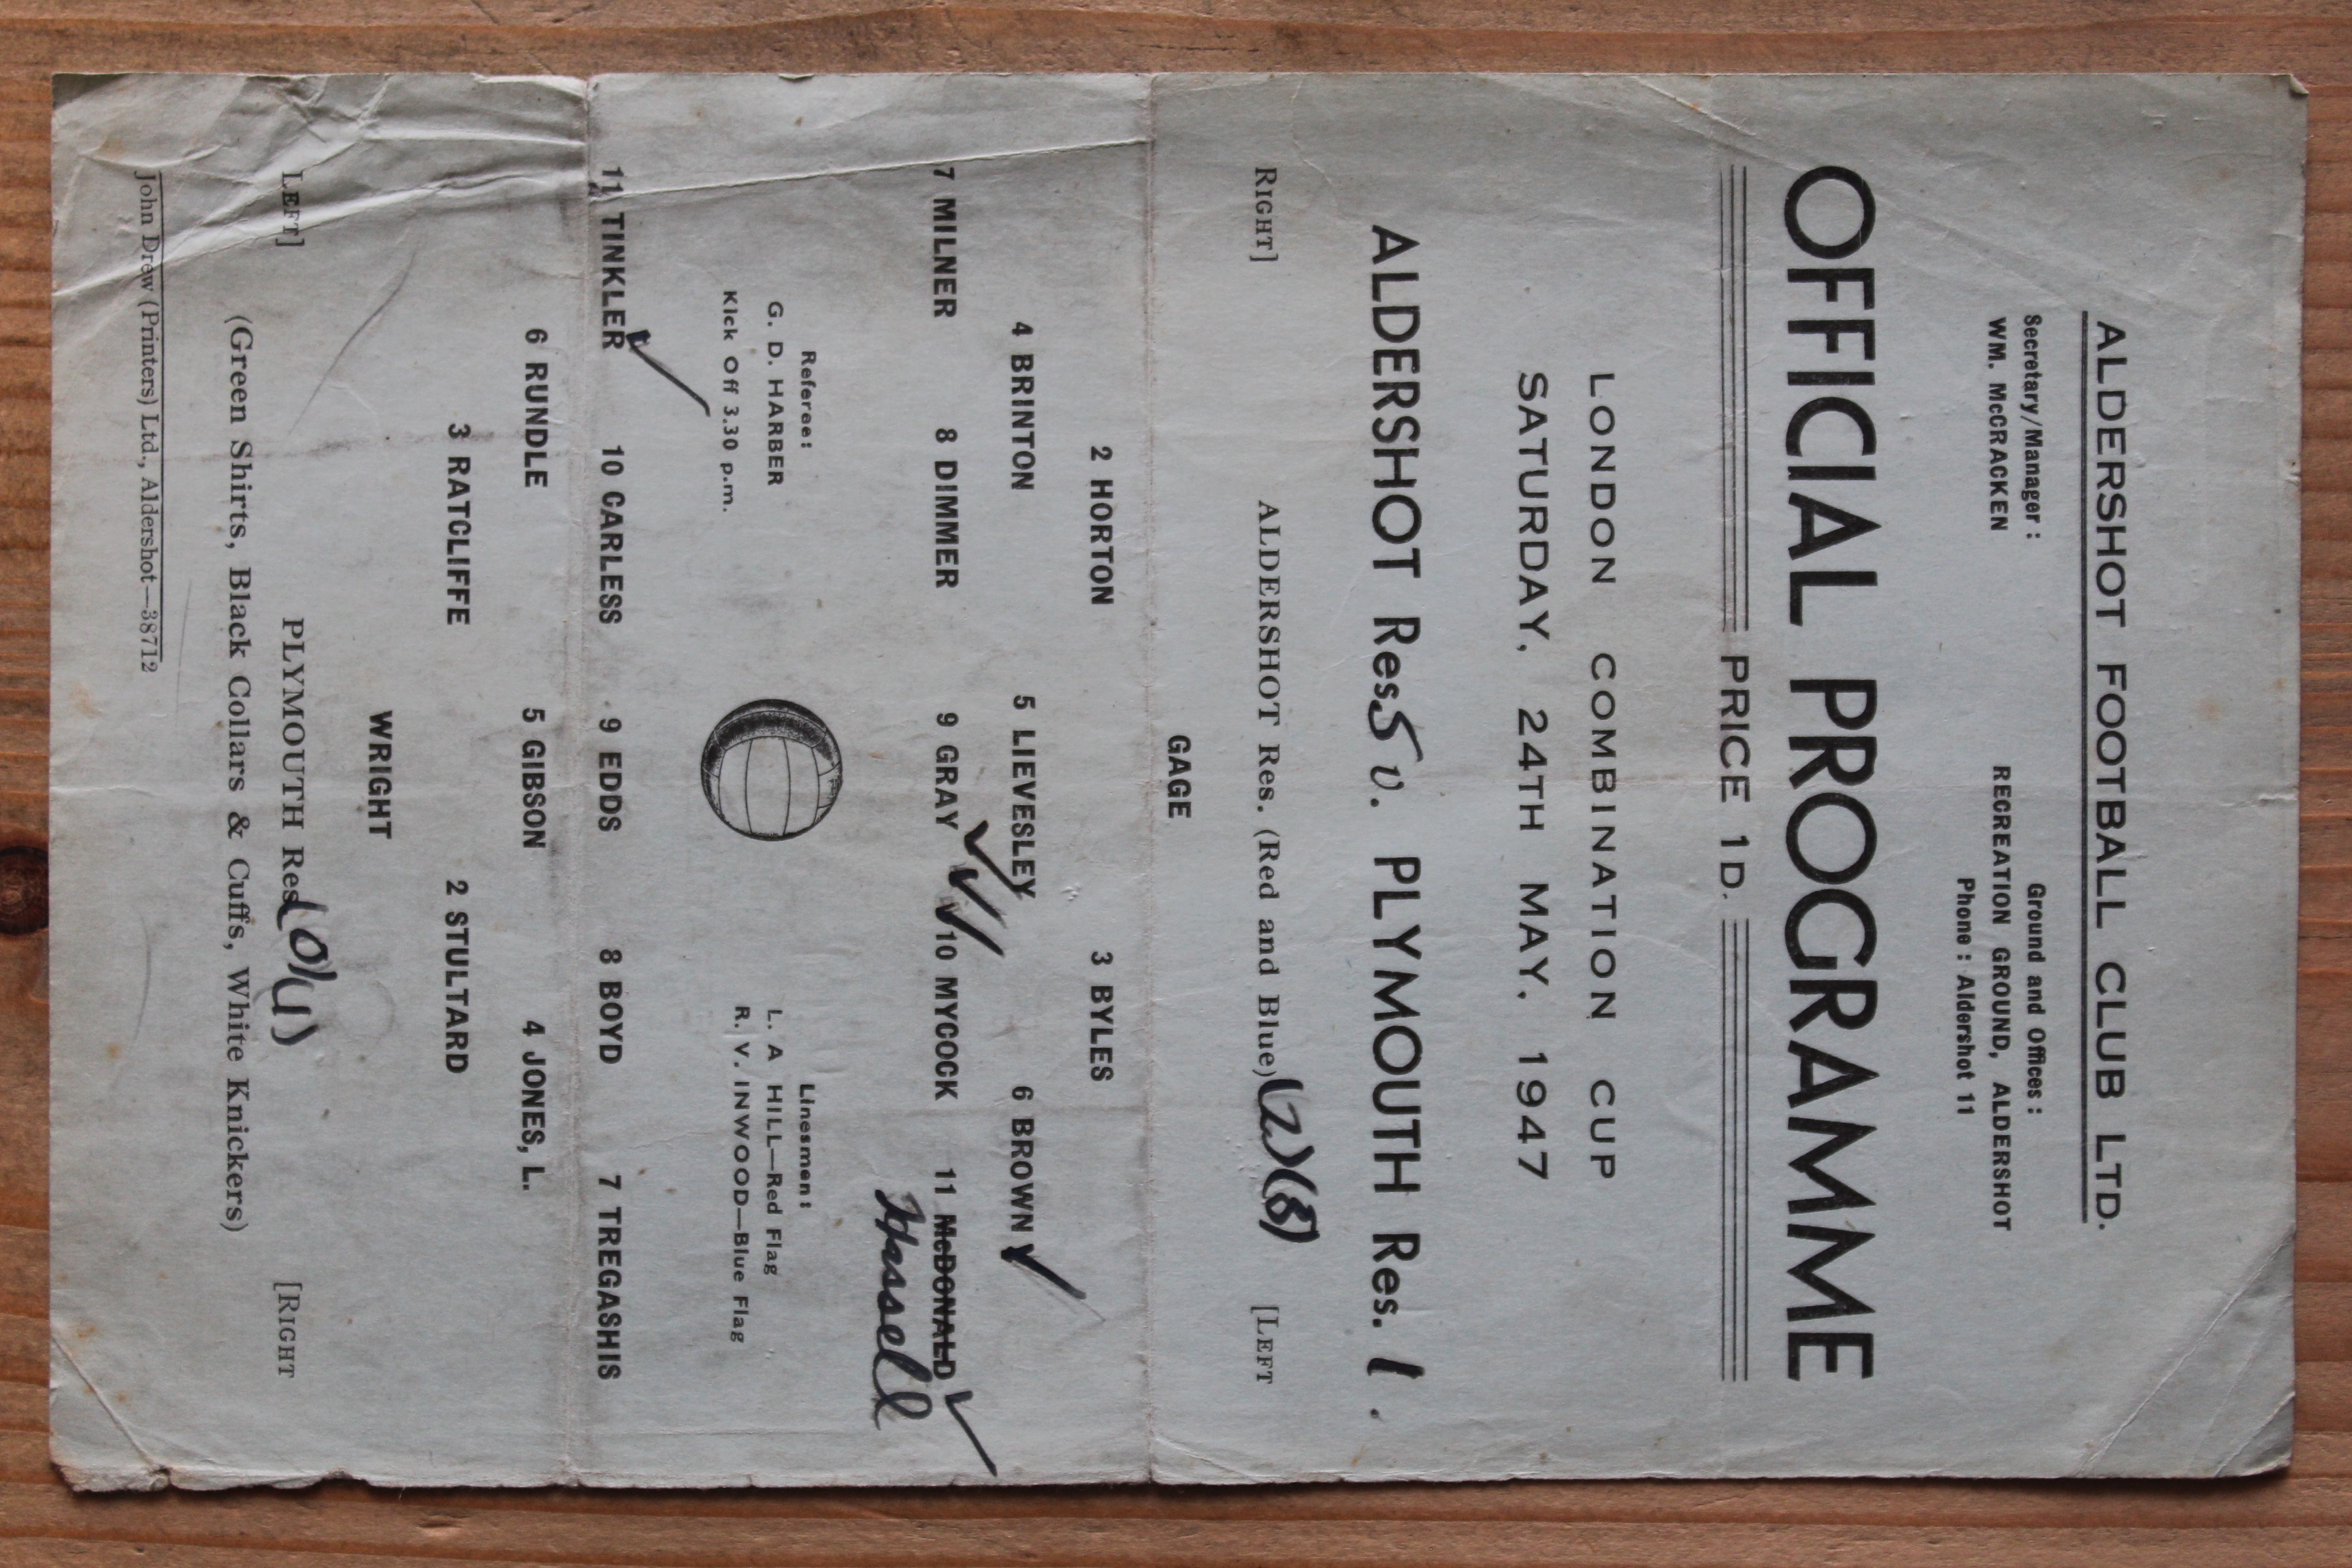 ALDERSHOT FOOTBALL CLUB LTD.
Secretary/Manager:
WM. McCRACKEN
Ground and Offices:
RECREATION GROUND, ALDERSHOT
Phone: Aldershot 11
OFFICIAL PROGRAMME
PRICE 1D.
LONDON COMBINATION CUP
SATURDAY, 24TH MAY, 1947
ALDERSHOT Res 5 v. PLYMOUTH Res. 1.
RIGHT] ALDERSHOT Res. (Red and Blue) (2) (5) [LEFT
GAGE
2 HORTON 3 BYLES
4 BRINTON 5 LIEVESLEY 6 BROWN ✓
7 MILNER 8 DIMMER 9 GRAY ✓✓✓ 10 MYCOCK 11 McDONALD ✓
Hassell
Referee:
G. D. HARBER
Kick Off 3.30 p.m.
Linesmen:
L. A HILL—Red Flag
R. V. INWOOD—Blue Flag
11 TINKLER ✓ 10 CARLESS 9 EDDS 8 BOYD 7 TREGASHIS
6 RUNDLE 5 GIBSON 4 JONES, L.
3 RATCLIFFE 2 STULTARD
WRIGHT
LEFT] PLYMOUTH Res (0) (1) [RIGHT
(Green Shirts, Black Collars & Cuffs, White Knickers)
John Drew (Printers) Ltd., Aldershot—38712